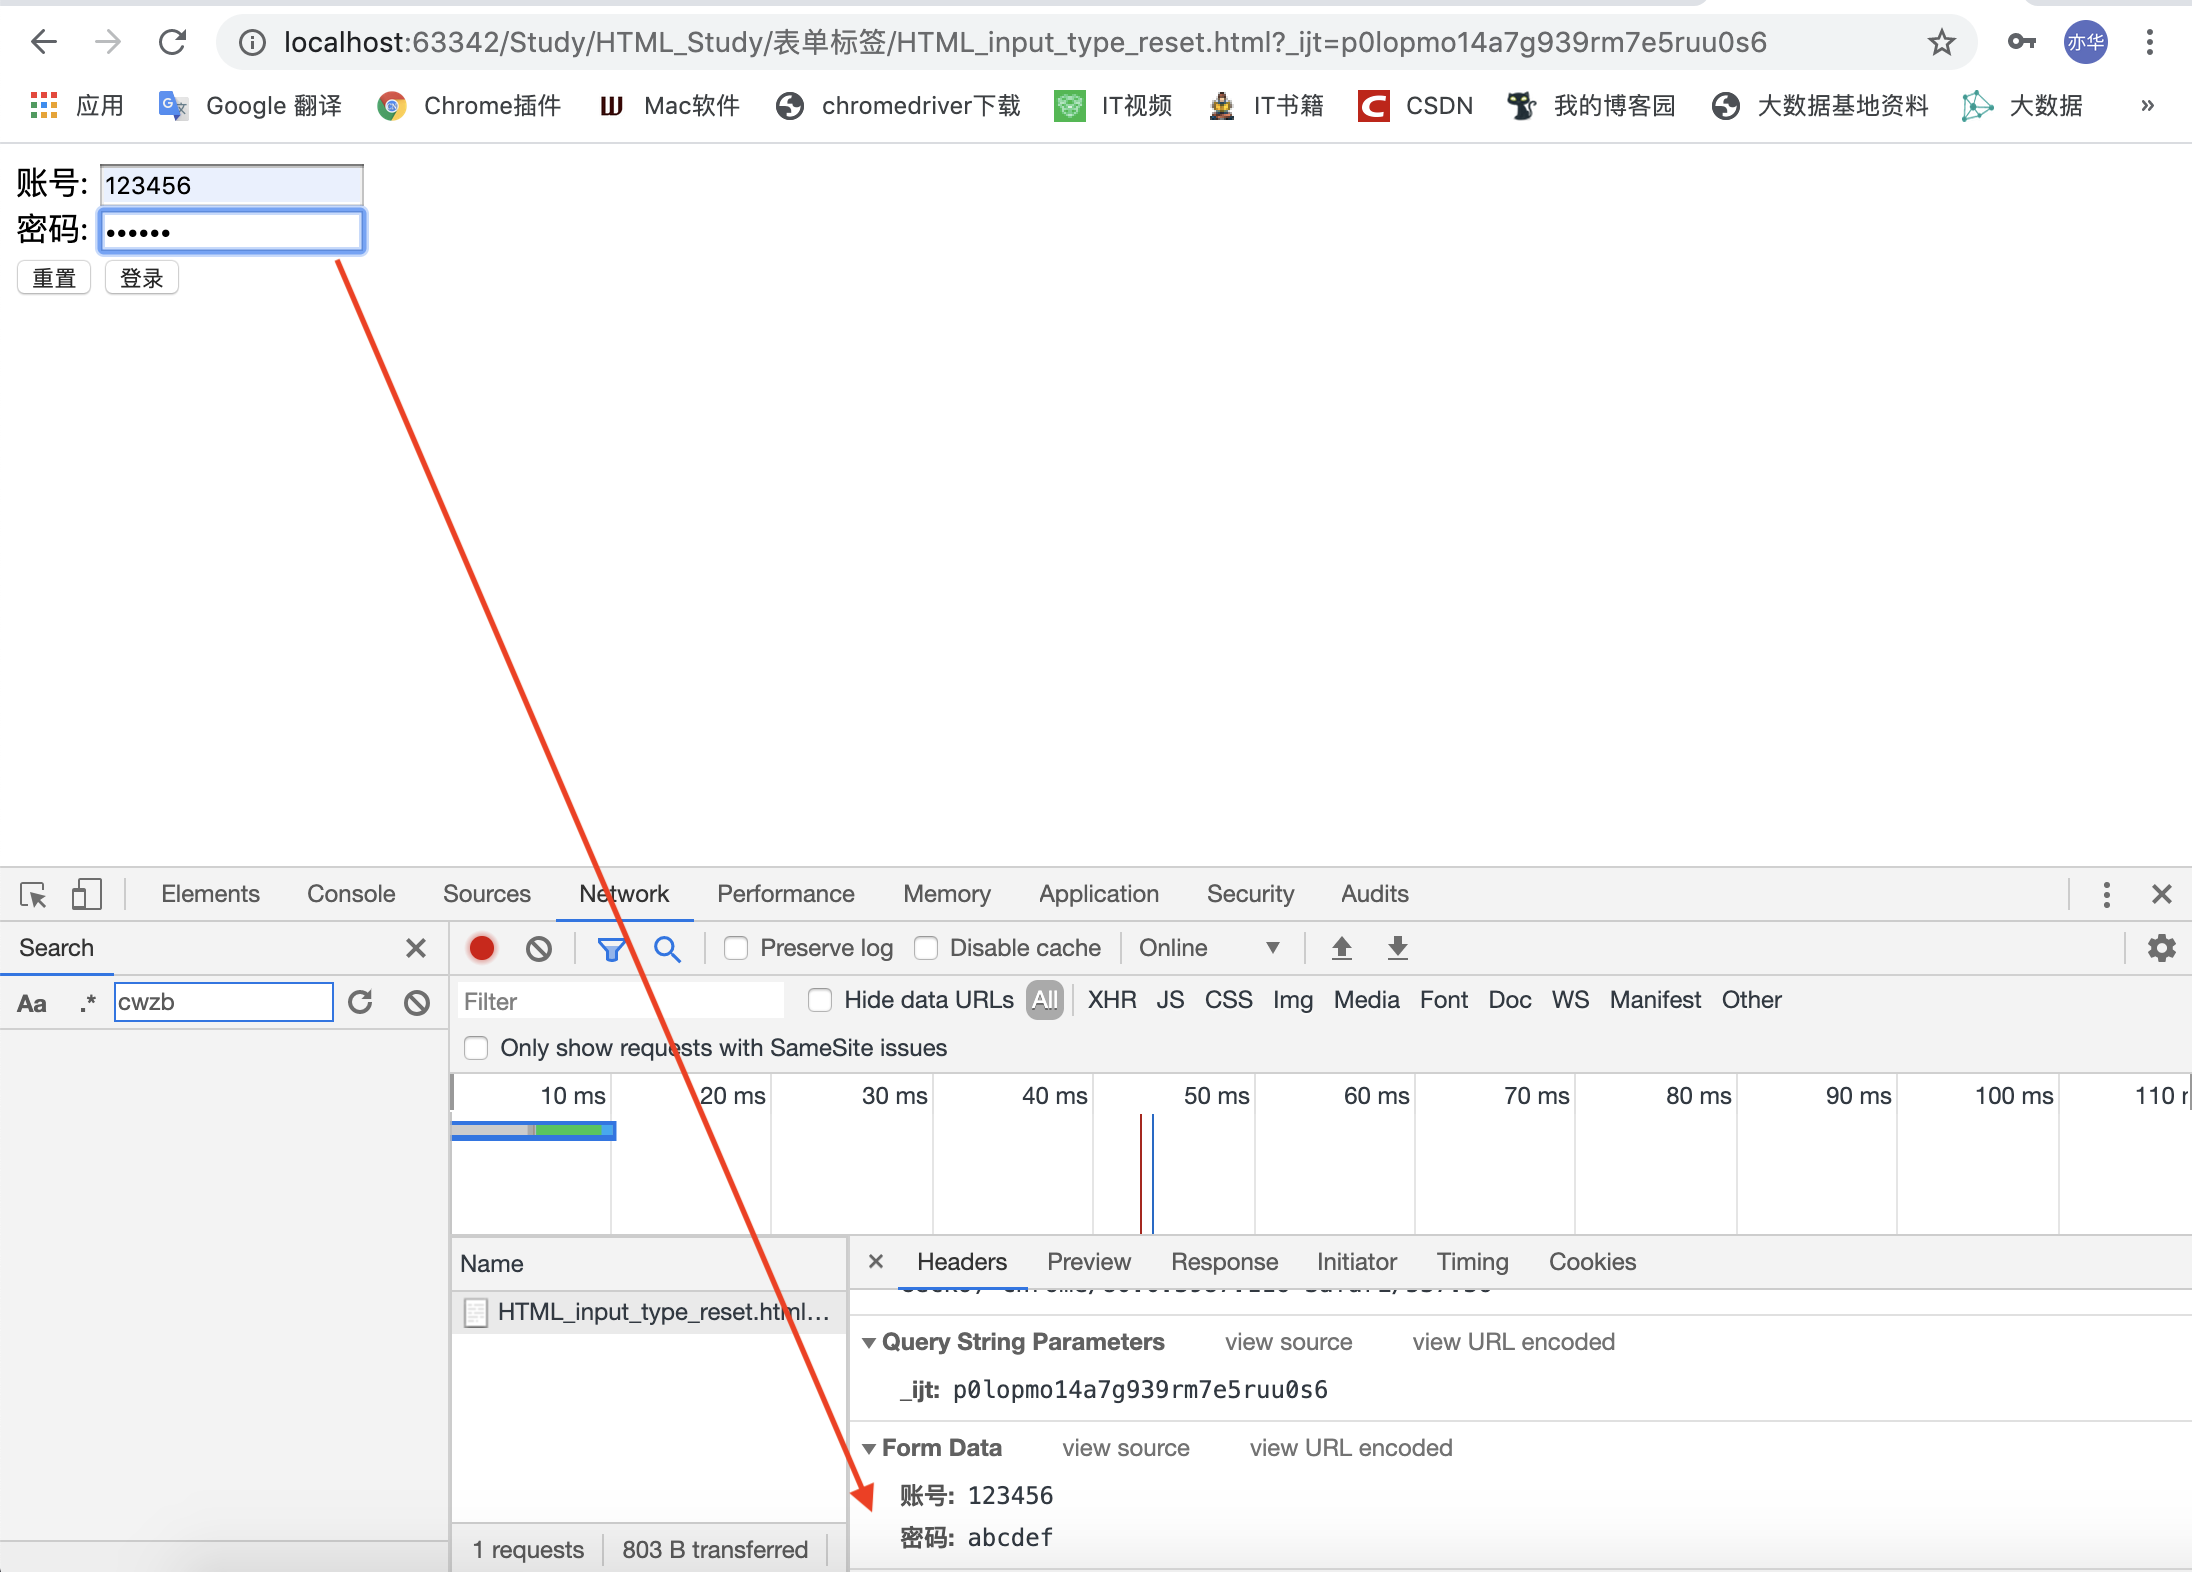 localhost:63342/Study/HTML_Study/表单标签/HTML_input_type_reset.html?_ijt=p0lopmo14a7g939rm7e5ruu0s6
亦华
应用 Google 翻译 Chrome插件 Mac软件 chromedriver下载 IT视频 IT书籍 CSDN 我的博客园 大数据基地资料 大数据 »
账号: 123456
密码: ••••••
重置 登录
Elements Console Sources Network Performance Memory Application Security Audits
Search
Preserve log Disable cache Online
Aa .* cwzb
Filter Hide data URLs All XHR JS CSS Img Media Font Doc WS Manifest Other
Only show requests with SameSite issues
10 ms 20 ms 30 ms 40 ms 50 ms 60 ms 70 ms 80 ms 90 ms 100 ms 110
Name
Headers Preview Response Initiator Timing Cookies
HTML_input_type_reset.html...
Query String Parameters view source view URL encoded
_ijt: p0lopmo14a7g939rm7e5ruu0s6
Form Data view source view URL encoded
账号: 123456
密码: abcdef
1 requests 803 B transferred